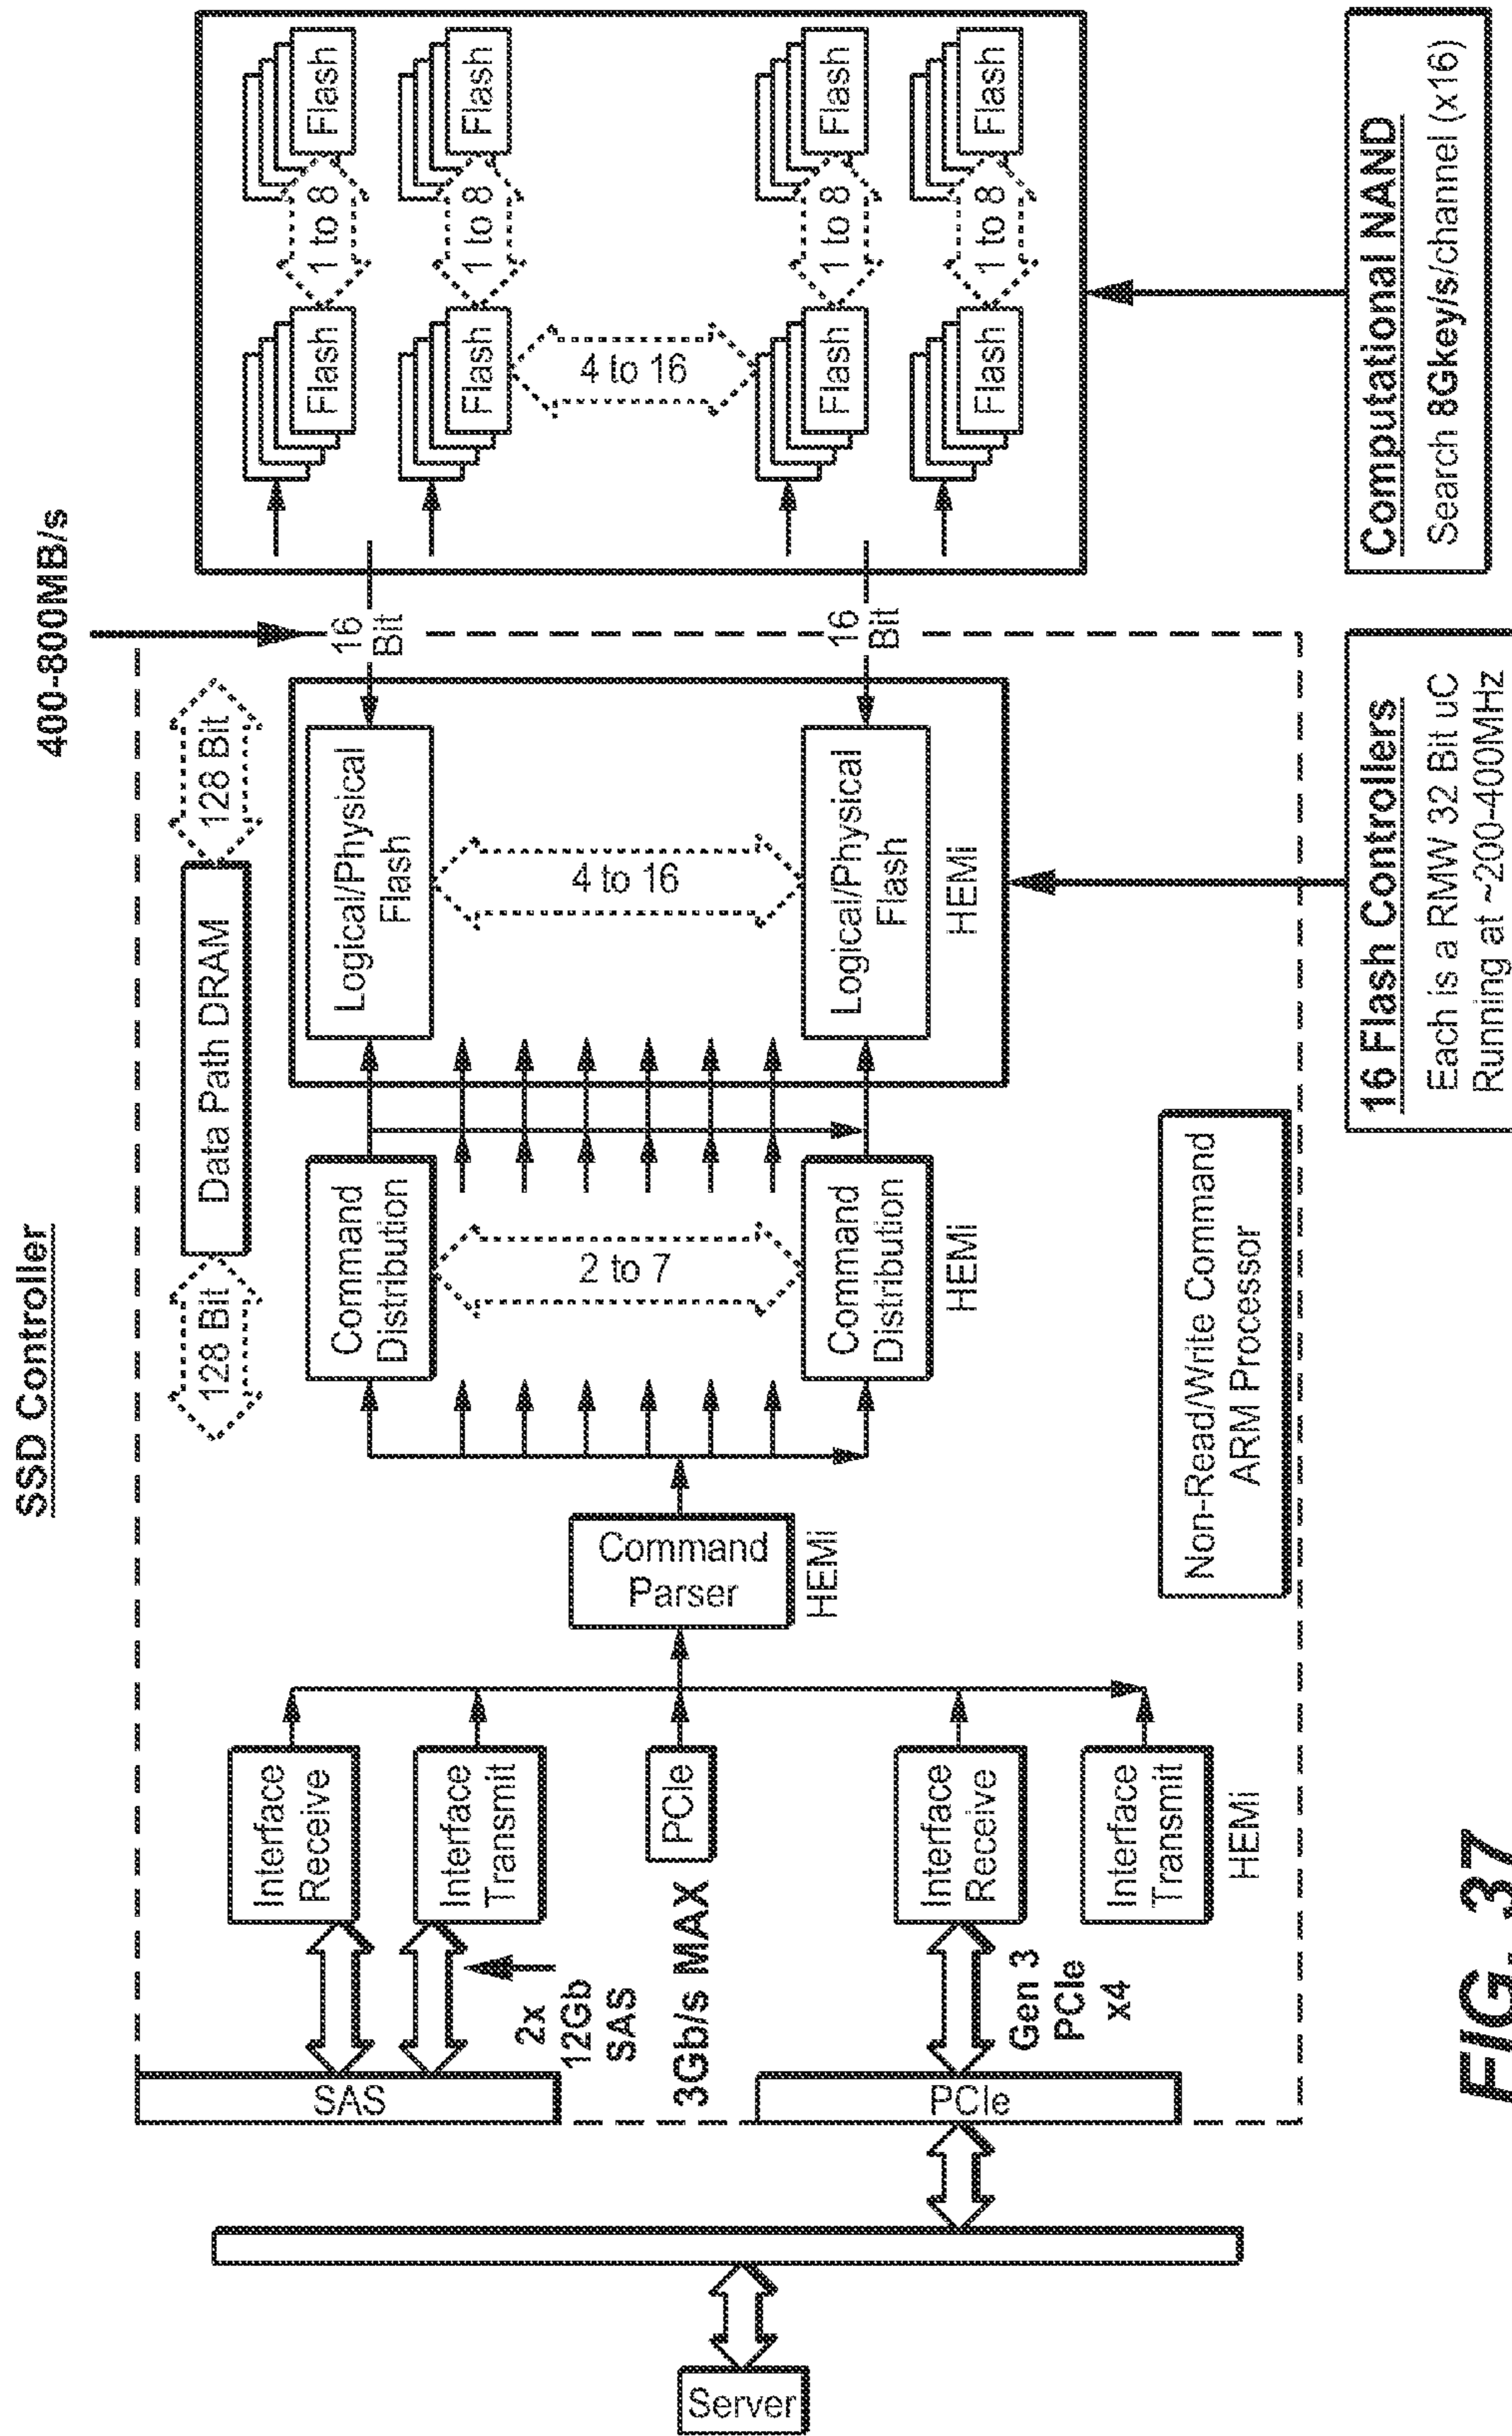 SSD Controller
400-800MB/s
Server
SAS
PCIe
2x
12Gb
SAS
3Gb/s MAX
Gen 3
PCIe
x4
Interface
Receive
Interface
Transmit
PCIe
Interface
Receive
Interface
Transmit
HEMi
Command
Parser
HEMi
128 Bit
Data Path DRAM
128 Bit
Command
Distribution
2 to 7
Command
Distribution
HEMi
Non-Read/Write Command
ARM Processor
Logical/Physical
Flash
4 to 16
Logical/Physical
Flash
HEMi
16
Bit
16
Bit
Flash
1 to 8
Flash
Flash
1 to 8
Flash
4 to 16
Flash
1 to 8
Flash
Flash
1 to 8
Flash
16 Flash Controllers
Each is a RMW 32 Bit uC
Running at ~200-400MHz
Computational NAND
Search 8Gkey/s/channel (x16)
FIG. 37